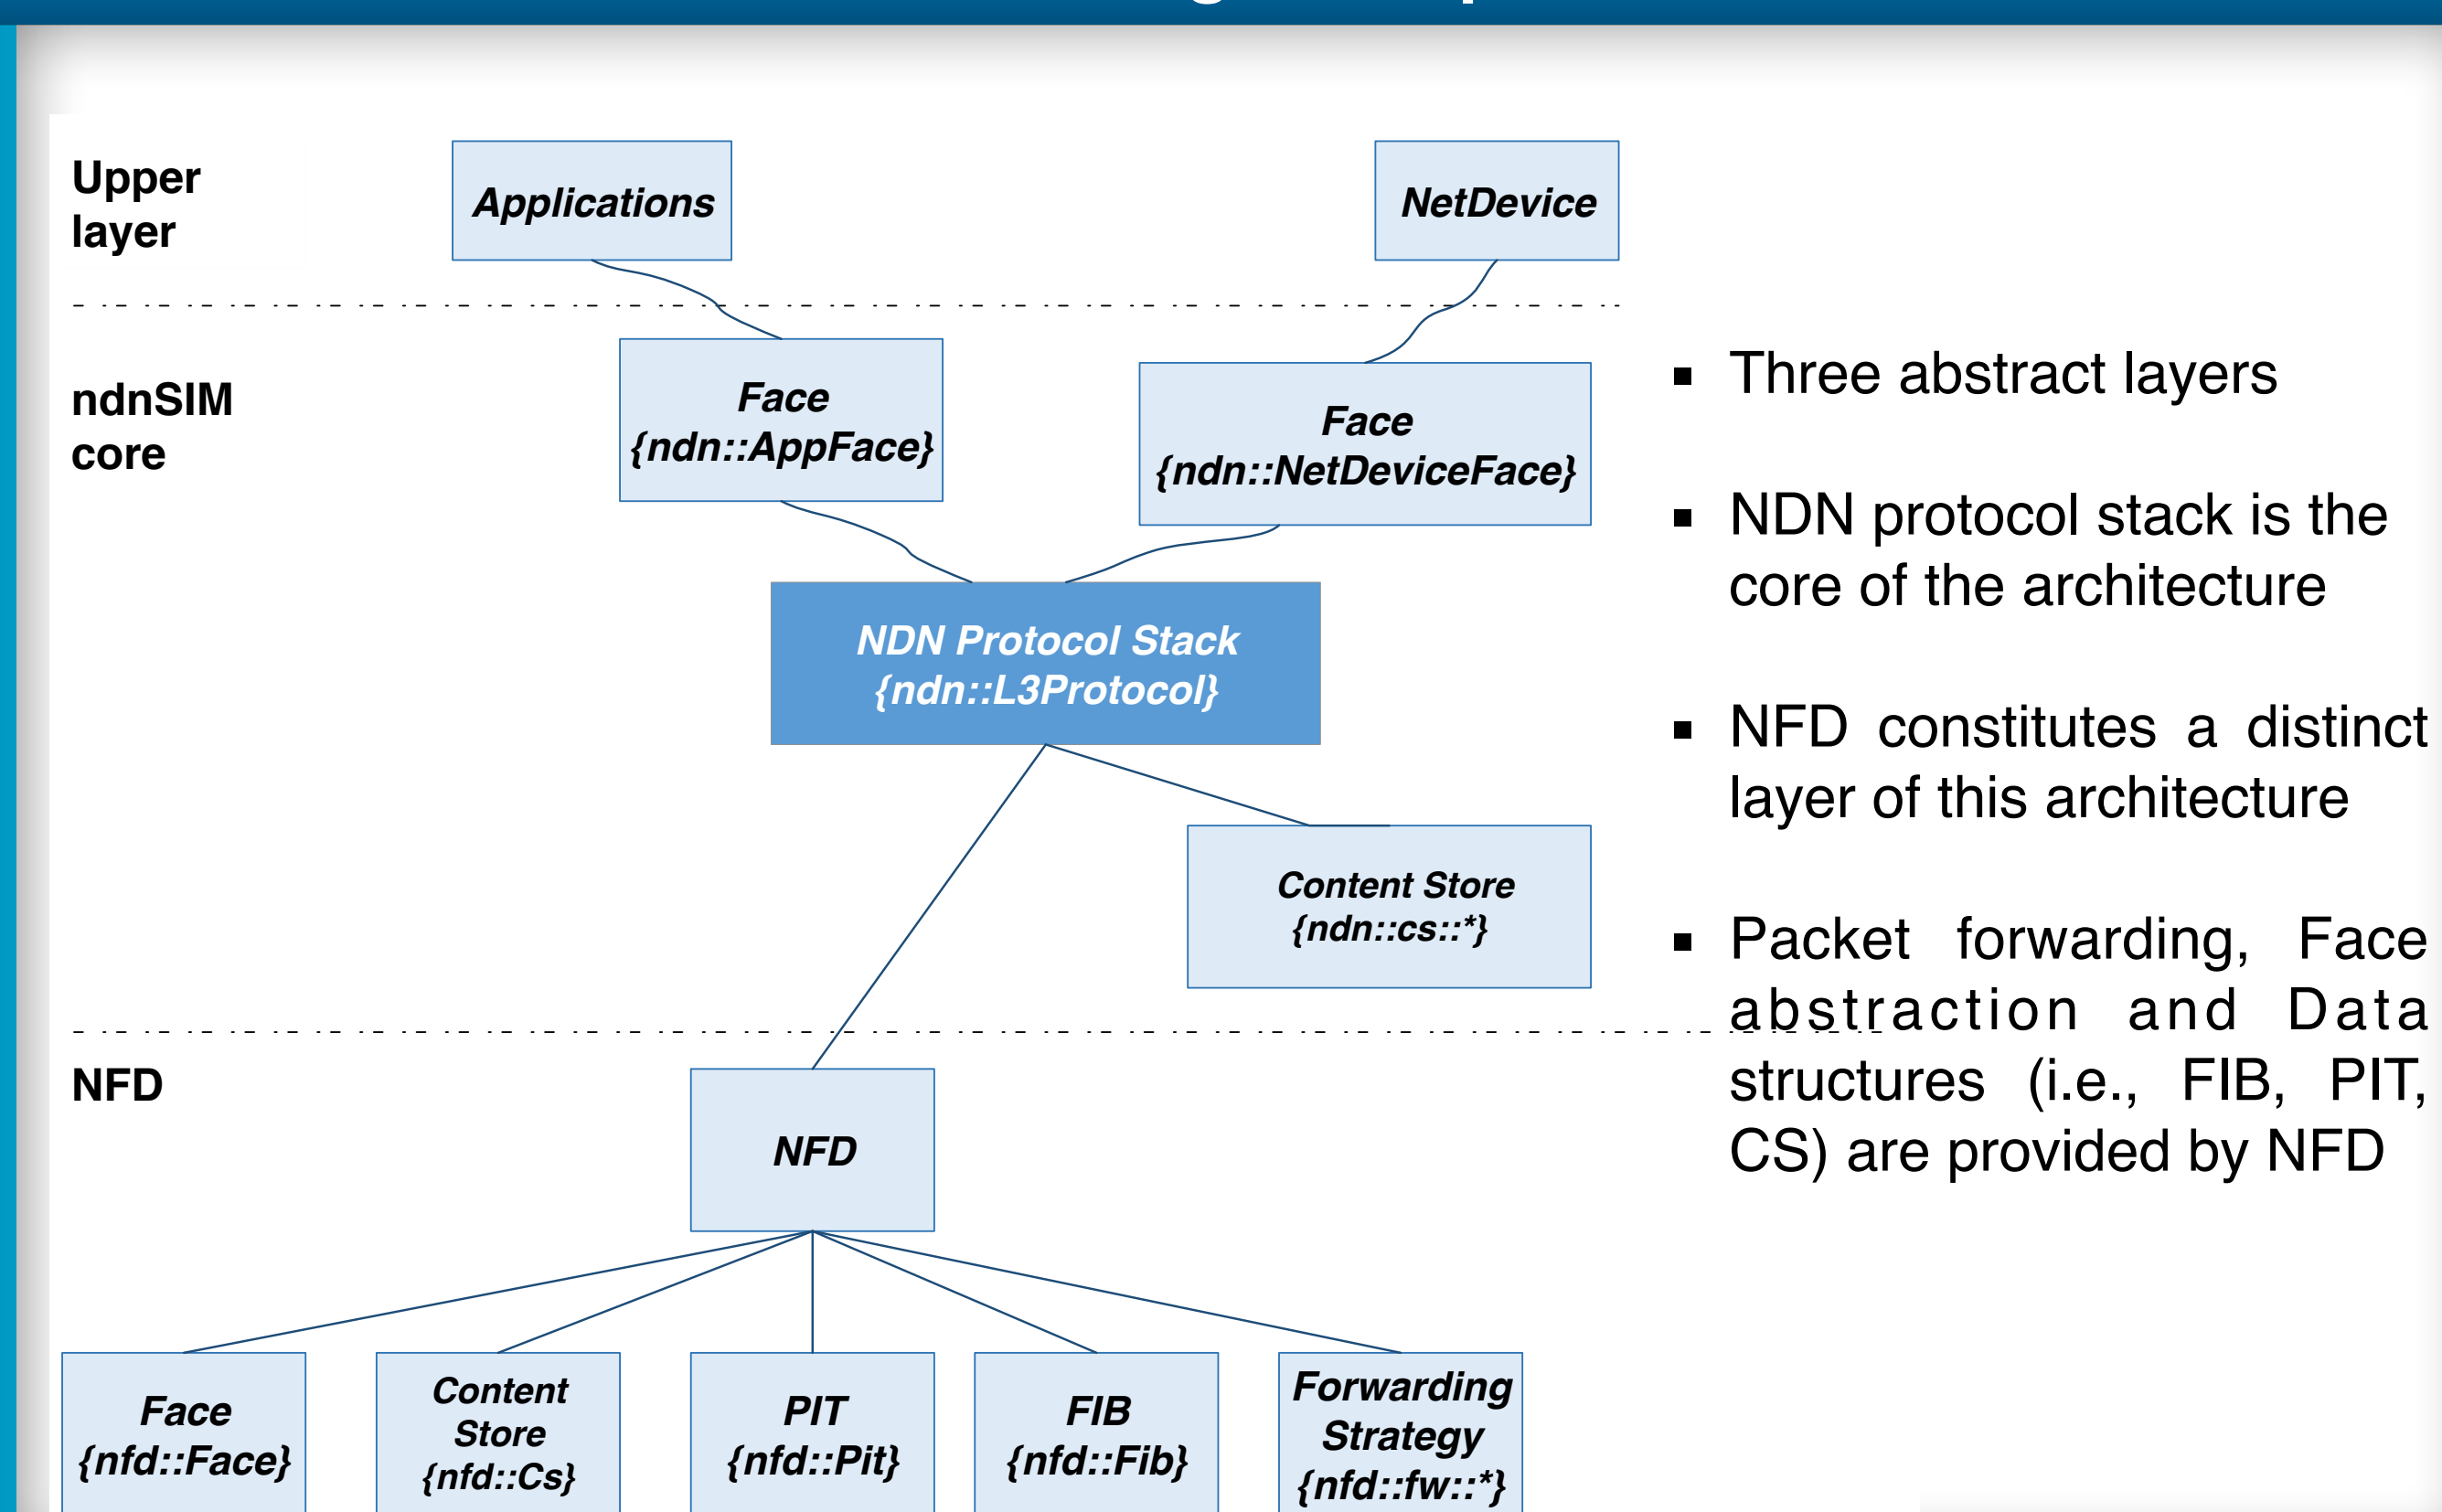 Upper
layer
Applications
NetDevice
ndnSIM
core
Face
{ndn::AppFace}
Face
{ndn::NetDeviceFace}
NDN Protocol Stack
{ndn::L3Protocol}
Content Store
{ndn::cs::*}
NFD
NFD
Face
{nfd::Face}
Content
Store
{nfd::Cs}
PIT
{nfd::Pit}
FIB
{nfd::Fib}
Forwarding
Strategy
{nfd::fw::*}
▪ Three abstract layers
▪ NDN protocol stack is the
core of the architecture
▪ NFD constitutes a distinct
layer of this architecture
▪ Packet forwarding, Face
abstraction and Data
structures (i.e., FIB, PIT,
CS) are provided by NFD